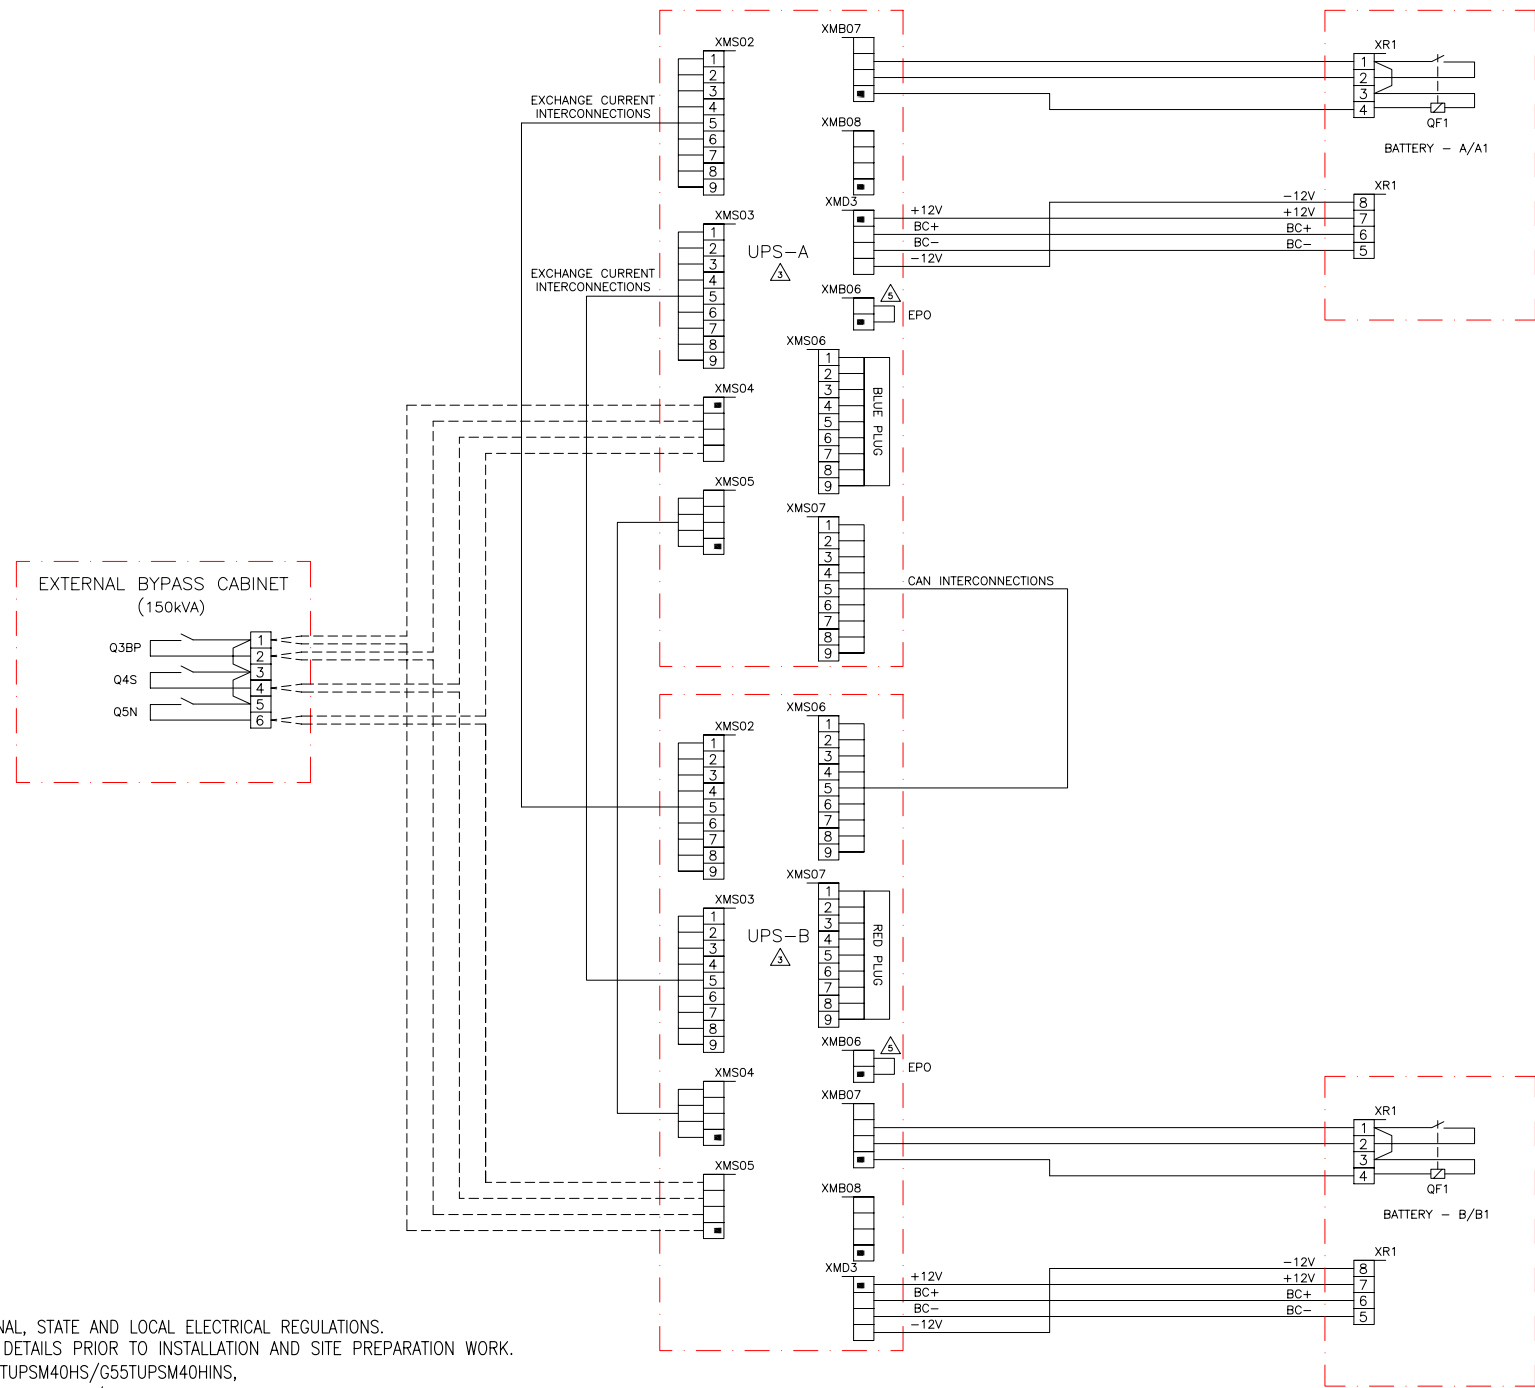 XMS02
1
2
3
4
5
6
7
8
9
EXCHANGE CURRENT
INTERCONNECTIONS
XMS03
1
2
3
4
5
6
7
8
9
EXCHANGE CURRENT
INTERCONNECTIONS
XMS04
XMS05
UPS-A
3
XMB07
XMB08
XMD3
+12V
BC+
BC-
-12V
XMB06
5
EPO
XMS06
1
2
3
4
5
6
7
8
9
BLUE PLUG
XMS07
1
2
3
4
5
6
7
8
9
CAN INTERCONNECTIONS
XR1
1
2
3
4
QF1
BATTERY - A/A1
XR1
-12V
+12V
BC+
BC-
8
7
6
5
EXTERNAL BYPASS CABINET
(150kVA)
Q3BP
Q4S
Q5N
1
2
3
4
5
6
XMS02
1
2
3
4
5
6
7
8
9
XMS03
1
2
3
4
5
6
7
8
9
XMS04
XMS05
UPS-B
3
XMS06
1
2
3
4
5
6
7
8
9
XMS07
1
2
3
4
5
6
7
8
9
RED PLUG
XMB06
5
EPO
XMB07
XMB08
XMD3
+12V
BC+
BC-
-12V
XR1
1
2
3
4
QF1
BATTERY - B/B1
XR1
-12V
+12V
BC+
BC-
8
7
6
5
NAL, STATE AND LOCAL ELECTRICAL REGULATIONS.
DETAILS PRIOR TO INSTALLATION AND SITE PREPARATION WORK.
TUPSM40HS/G55TUPSM40HINS,